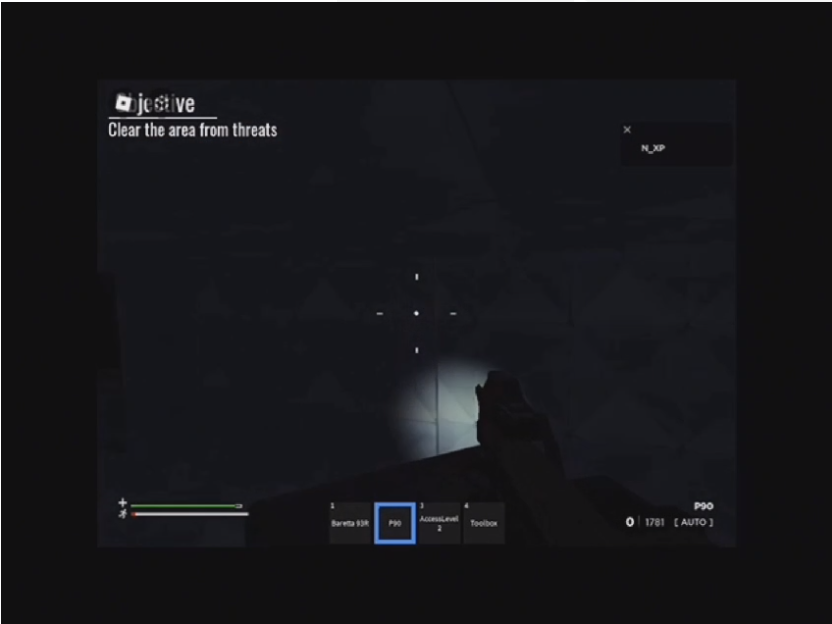 Objective
Clear the area from threats
×
N_XP
1
Baretta 93R
P90
3
AccessLevel
2
4
Toolbox
P90
0 | 1781 [ AUTO ]